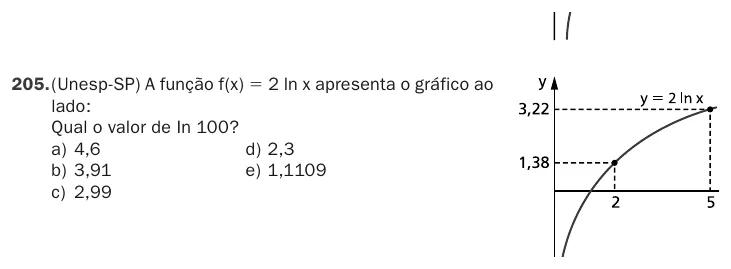 205. (Unesp-SP) A função f(x) = 2 ln x apresenta o gráfico ao
lado:
Qual o valor de ln 100?
a) 4,6
b) 3,91
c) 2,99
d) 2,3
e) 1,1109
y
y = 2 ln x
3,22
1,38
2
5